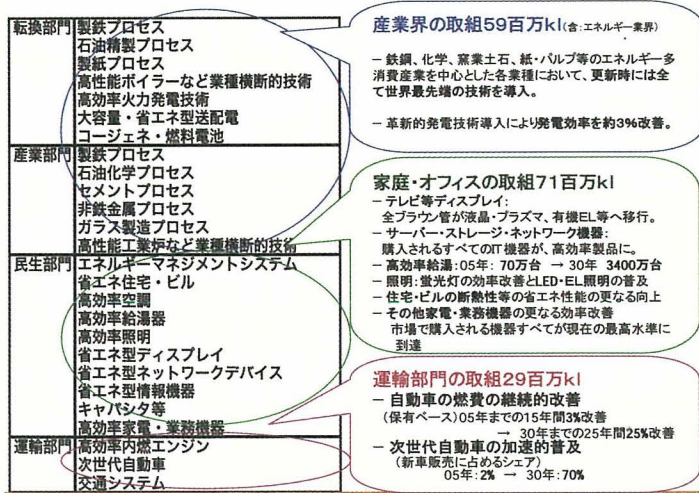 転換部門 製鉄プロセス
石油精製プロセス
製紙プロセス
高性能ボイラーなど業種横断的技術
高効率火力発電技術
大容量・省エネ型送配電
コージェネ・燃料電池
産業部門 製鉄プロセス
石油化学プロセス
セメントプロセス
非鉄金属プロセス
ガラス製造プロセス
高性能工業炉など業種横断的技術
民生部門 エネルギーマネジメントシステム
省エネ住宅・ビル
高効率空調
高効率給湯器
高効率照明
省エネ型ディスプレイ
省エネ型ネットワークデバイス
省エネ型情報機器
キャパシタ等
高効率家電・業務機器
運輸部門 高効率内燃エンジン
次世代自動車
交通システム
産業界の取組59百万kl(含:エネルギー業界)
− 鉄鋼、化学、窯業土石、紙・パルプ等のエネルギー多
消費産業を中心とした各業種において、更新時には全
て世界最先端の技術を導入。
− 革新的発電技術導入により発電効率を約3%改善。
家庭・オフィスの取組71百万kl
− テレビ等ディスプレイ:
全ブラウン管が液晶・プラズマ、有機EL等へ移行。
− サーバー・ストレージ・ネットワーク機器:
購入されるすべてのIT機器が、高効率製品に。
− 高効率給湯:05年: 70万台 → 30年 3400万台
− 照明:蛍光灯の効率改善とLED・EL照明の普及
− 住宅・ビルの断熱性等の省エネ性能の更なる向上
− その他家電・業務機器の更なる効率改善
市場で購入される機器すべてが現在の最高水準に
到達
運輸部門の取組29百万kl
− 自動車の燃費の継続的改善
(保有ベース)05年までの15年間3%改善
→ 30年までの25年間25%改善
− 次世代自動車の加速的普及
(新車販売に占めるシェア)
05年:2% → 30年:70%